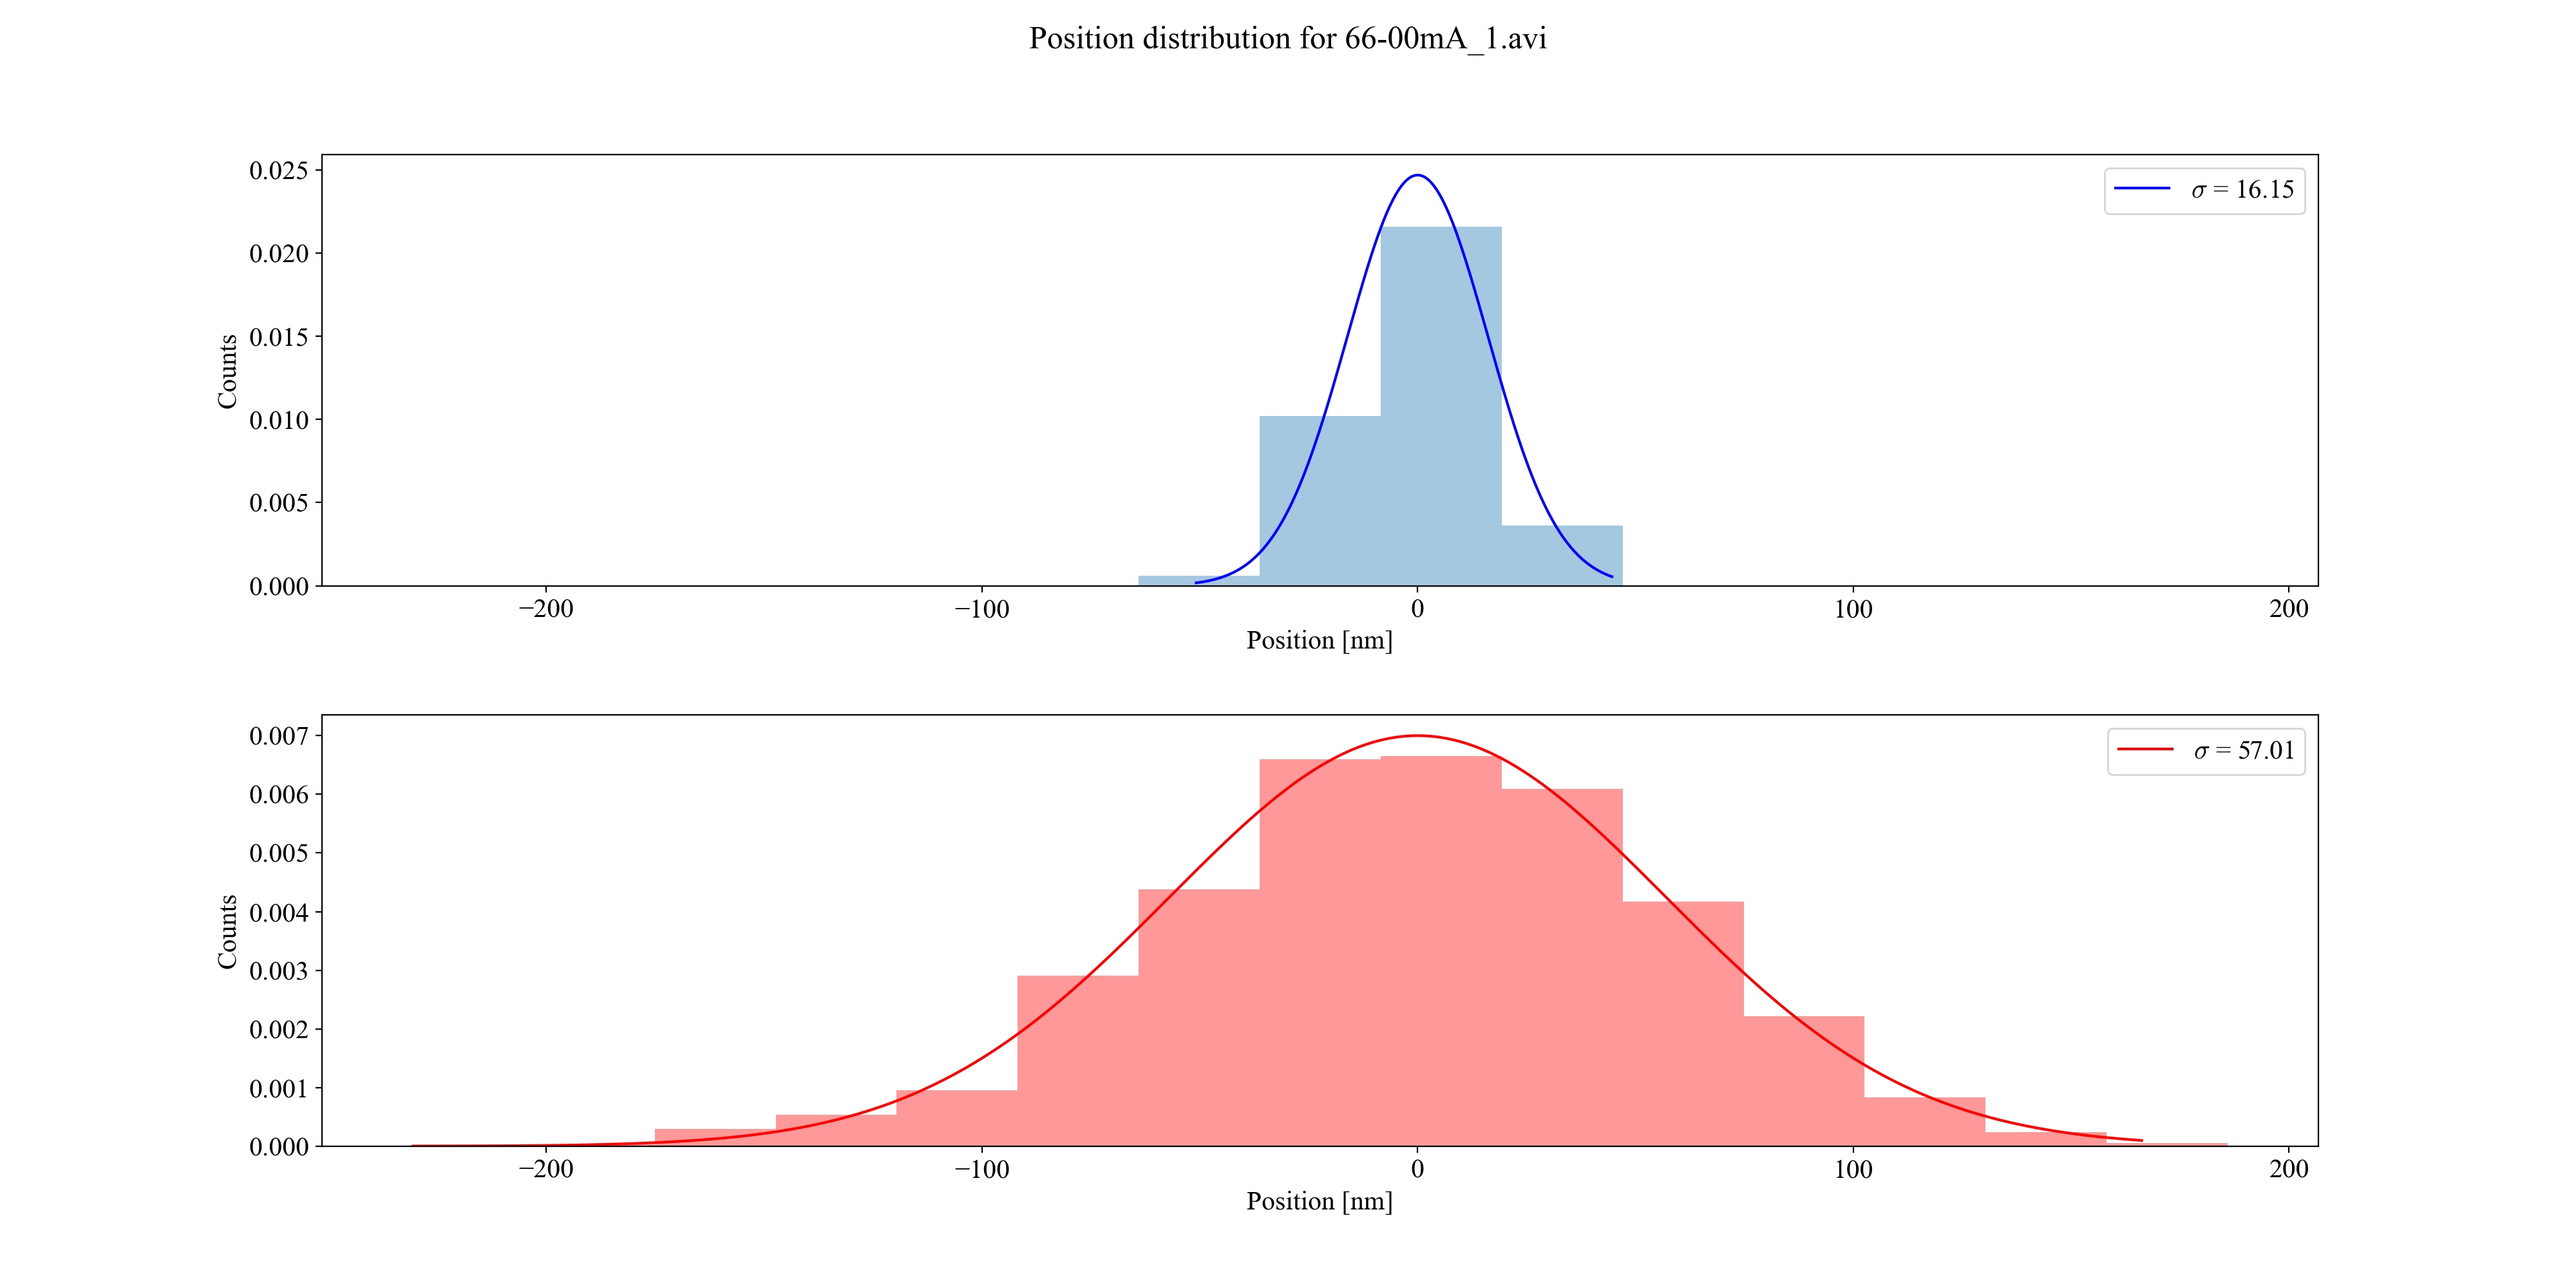 Position distribution for 66-00mA_1.avi
0.025
0.020
0.015
0.010
0.005
0.000
Counts
σ = 16.15
−200 −100 0 100 200
Position [nm]
0.007
0.006
0.005
0.004
0.003
0.002
0.001
0.000
Counts
σ = 57.01
−200 −100 0 100 200
Position [nm]